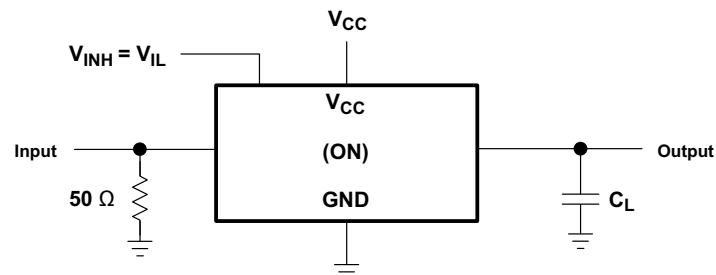 V_CC
V_INH = V_IL
V_CC
Input
(ON)
Output
50 Ω
GND
C_L